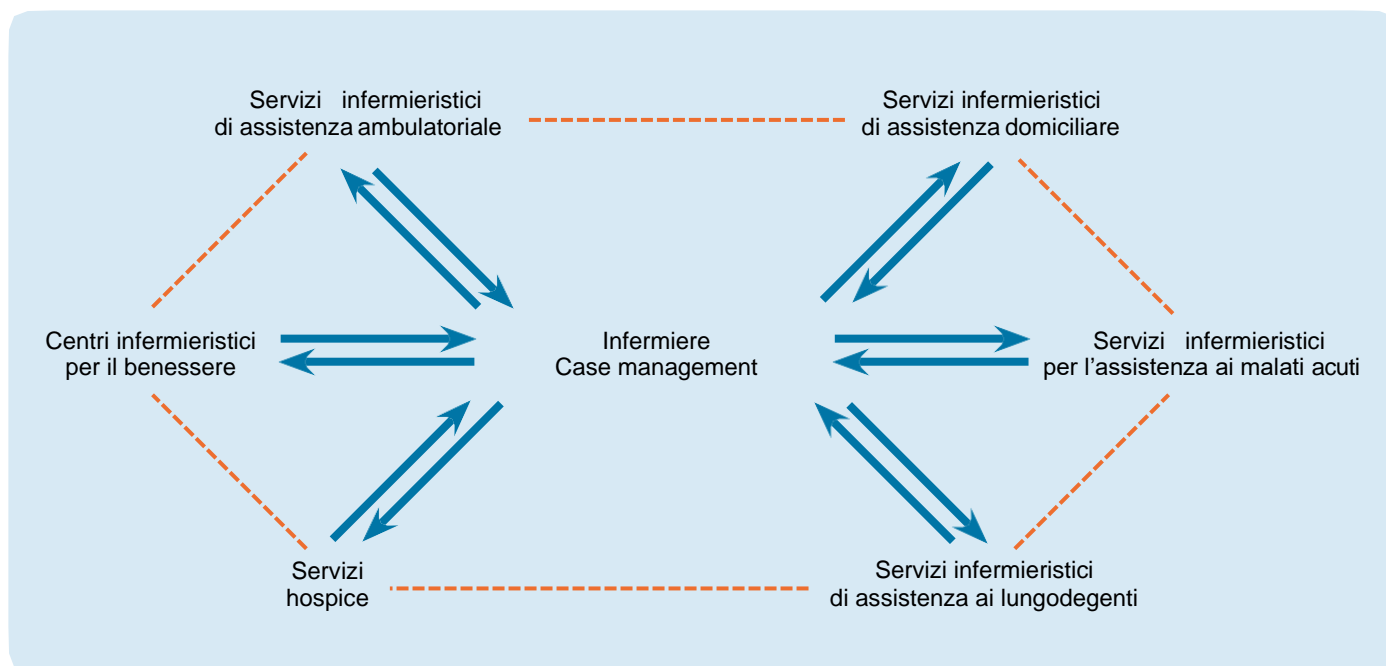 Servizi infermieristici
di assistenza ambulatoriale
Servizi infermieristici
di assistenza domiciliare
Centri infermieristici
per il benessere
Infermiere
Case management
Servizi infermieristici
per l’assistenza ai malati acuti
Servizi
hospice
Servizi infermieristici
di assistenza ai lungodegenti